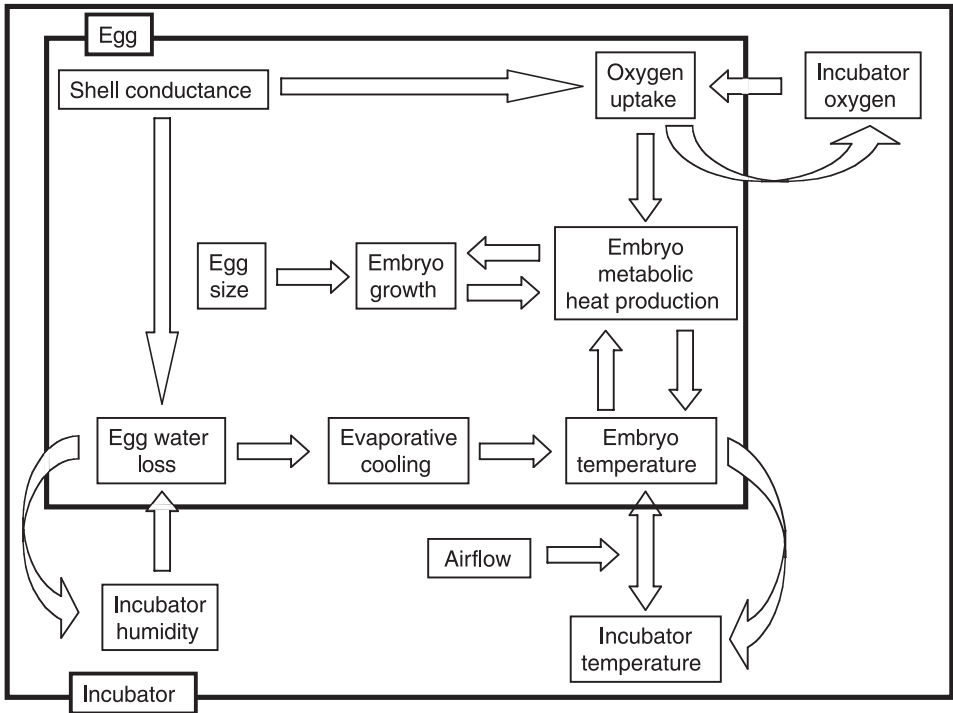 Egg
Shell conductance
Oxygen
uptake
Incubator
oxygen
Egg
size
Embryo
growth
Embryo
metabolic
heat production
Egg water
loss
Evaporative
cooling
Embryo
temperature
Airflow
Incubator
humidity
Incubator
temperature
Incubator